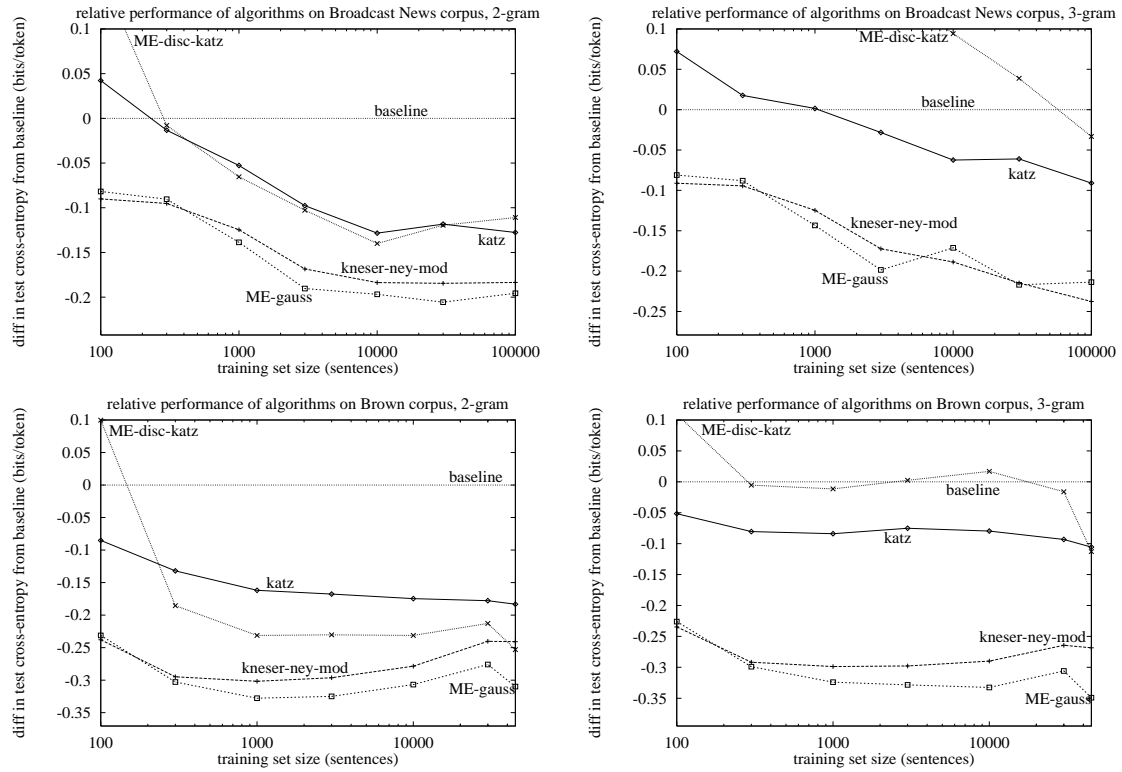 relative performance of algorithms on Broadcast News corpus, 2-gram
diff in test cross-entropy from baseline (bits/token)
0.1
0.05
0
-0.05
-0.1
-0.15
-0.2
ME-disc-katz
baseline
katz
kneser-ney-mod
ME-gauss
100
1000
10000
100000
training set size (sentences)
relative performance of algorithms on Broadcast News corpus, 3-gram
diff in test cross-entropy from baseline (bits/token)
0.1
0.05
0
-0.05
-0.1
-0.15
-0.2
-0.25
ME-disc-katz
baseline
katz
kneser-ney-mod
ME-gauss
100
1000
10000
100000
training set size (sentences)
relative performance of algorithms on Brown corpus, 2-gram
diff in test cross-entropy from baseline (bits/token)
0.1
0.05
0
-0.05
-0.1
-0.15
-0.2
-0.25
-0.3
-0.35
ME-disc-katz
baseline
katz
kneser-ney-mod
ME-gauss
100
1000
10000
training set size (sentences)
relative performance of algorithms on Brown corpus, 3-gram
diff in test cross-entropy from baseline (bits/token)
0.1
0.05
0
-0.05
-0.1
-0.15
-0.2
-0.25
-0.3
-0.35
ME-disc-katz
baseline
katz
kneser-ney-mod
ME-gauss
100
1000
10000
training set size (sentences)